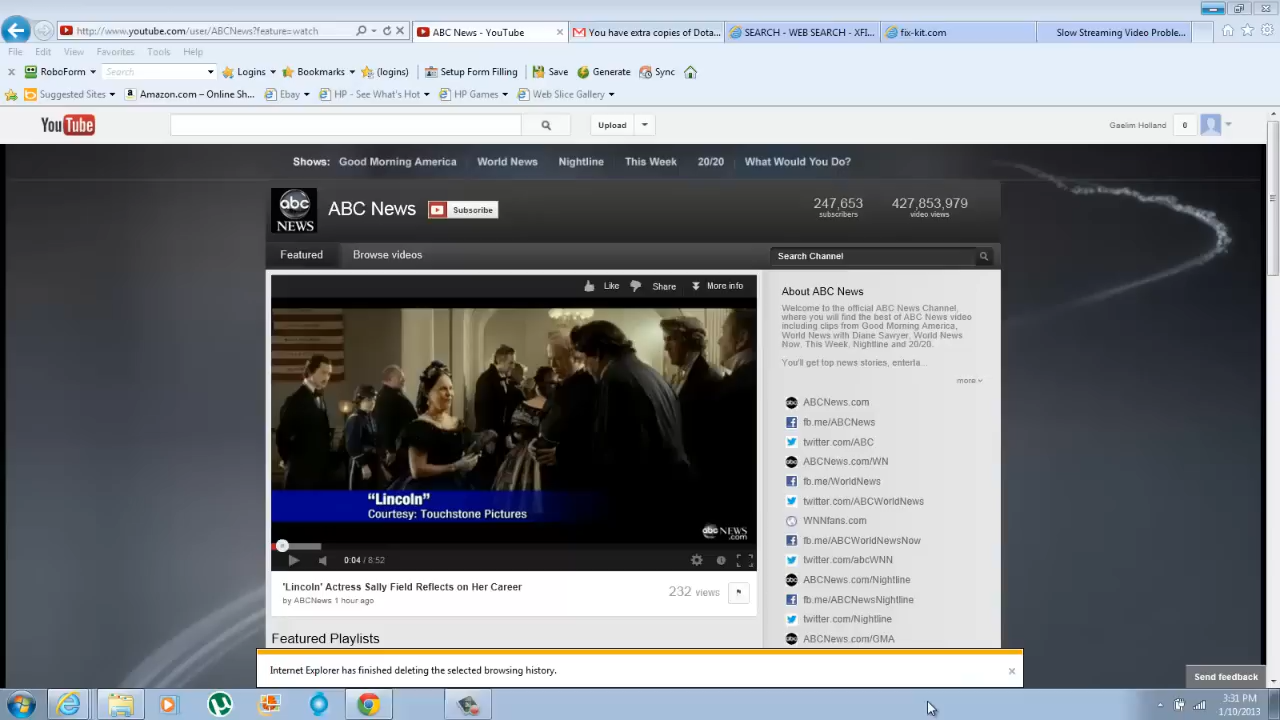 http://www.youtube.com/user/ABCNews?feature=watch
ABC News - YouTube
You have extra copies of Dota...
SEARCH - WEB SEARCH - XFI...
fix-kit.com
Slow Streaming Video Proble...
File Edit View Favorites Tools Help
RoboForm Search Logins Bookmarks (logins) Setup Form Filling Save Generate Sync
Suggested Sites Amazon.com – Online Sh... Ebay HP - See What's Hot HP Games Web Slice Gallery
YouTube
Upload
Gaelim Holland 0
Shows: Good Morning America World News Nightline This Week 20/20 What Would You Do?
abc NEWS
ABC News
Subscribe
247,653 subscribers
427,853,979 video views
Featured Browse videos
Search Channel
Like Share More info
"Lincoln"
Courtesy: Touchstone Pictures
abc NEWS .com
0:04 / 8:52
'Lincoln' Actress Sally Field Reflects on Her Career
by ABCNews 1 hour ago
232 views
Featured Playlists
About ABC News
Welcome to the official ABC News Channel,
where you will find the best of ABC News video
including clips from Good Morning America,
World News with Diane Sawyer, World News
Now, This Week, Nightline and 20/20.
You'll get top news stories, enterta...
more
ABCNews.com
fb.me/ABCNews
twitter.com/ABC
ABCNews.com/WN
fb.me/WorldNews
twitter.com/ABCWorldNews
WNNfans.com
fb.me/ABCWorldNewsNow
twitter.com/abcWNN
ABCNews.com/Nightline
fb.me/ABCNewsNightline
twitter.com/Nightline
ABCNews.com/GMA
Internet Explorer has finished deleting the selected browsing history.
Send feedback
3:31 PM
1/10/2013